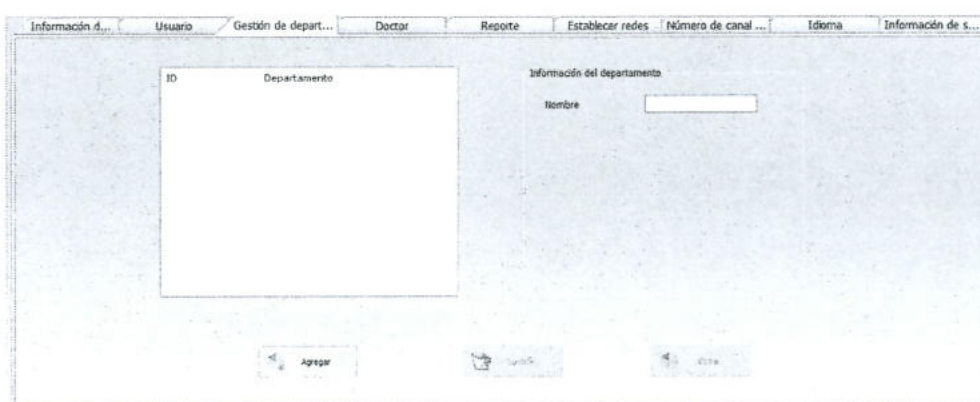 Información d...
Usuario
Gestión de depart...
Doctor
Reporte
Establecer redes
Número de canal ...
Idioma
Información de s...
ID
Departamento
Información del departamento
Nombre
Agregar